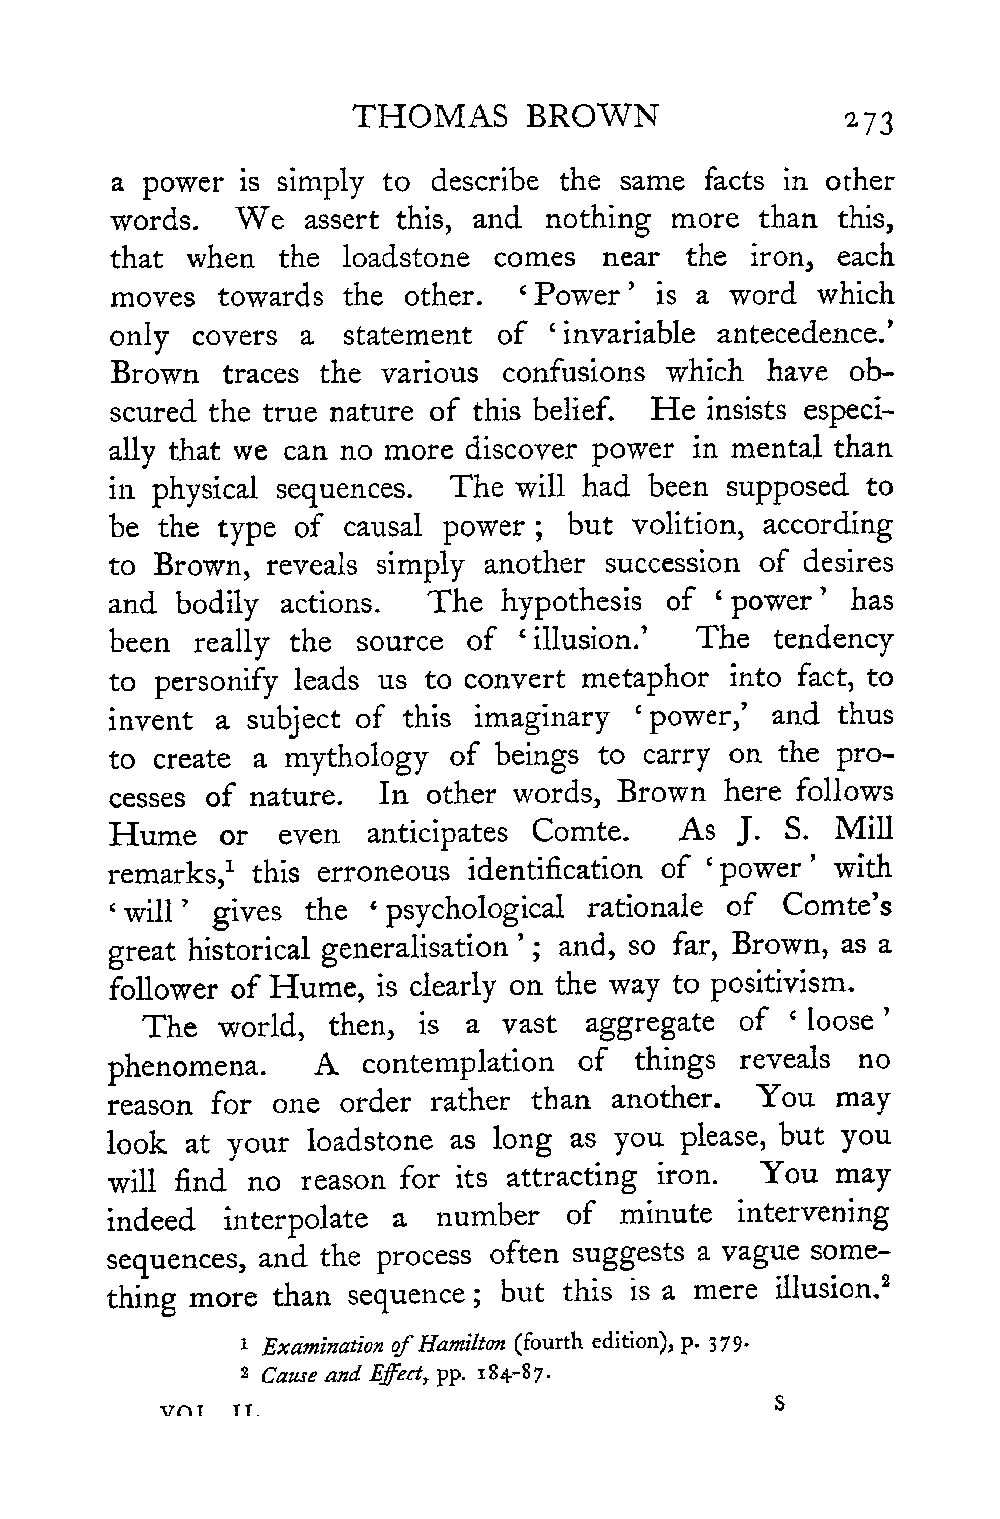 THOMAS BROWN 273
a power is simply to describe the same facts in other
words. We assert this, and nothing more than this,
that when the loadstone comes near the iron, each
moves towards the other. ‘Power’ is a word which
only covers a statement of ‘invariable antecedence.’
Brown traces the various confusions which have ob-
scured the true nature of this belief. He insists especi-
ally that we can no more discover power in mental than
in physical sequences. The will had been supposed to
be the type of causal power; but volition, according
to Brown, reveals simply another succession of desires
and bodily actions. The hypothesis of ‘power’ has
been really the source of ‘illusion.’ The tendency
to personify leads us to convert metaphor into fact, to
invent a subject of this imaginary ‘power,’ and thus
to create a mythology of beings to carry on the pro-
cesses of nature. In other words, Brown here follows
Hume or even anticipates Comte. As J. S. Mill
remarks,¹ this erroneous identification of ‘power’ with
‘will’ gives the ‘psychological rationale of Comte’s
great historical generalisation’; and, so far, Brown, as a
follower of Hume, is clearly on the way to positivism.
The world, then, is a vast aggregate of ‘loose’
phenomena. A contemplation of things reveals no
reason for one order rather than another. You may
look at your loadstone as long as you please, but you
will find no reason for its attracting iron. You may
indeed interpolate a number of minute intervening
sequences, and the process often suggests a vague some-
thing more than sequence; but this is a mere illusion.²
¹ Examination of Hamilton (fourth edition), p. 379.
² Cause and Effect, pp. 184-87.
VOL. II. S